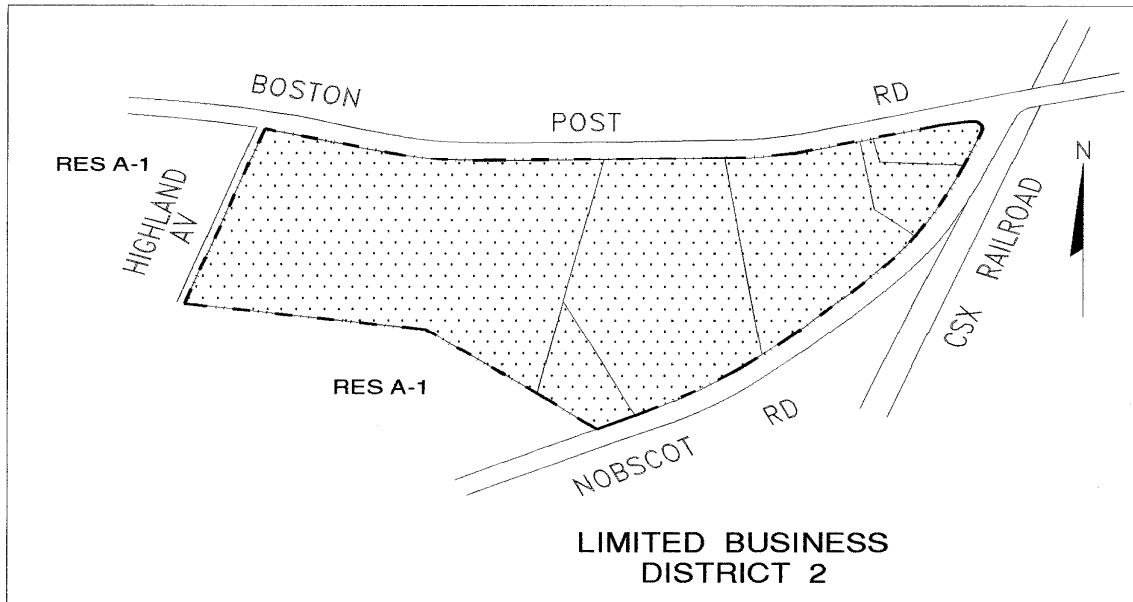 BOSTON POST RD
RES A-1
HIGHLAND
AV
N
CSX RAILROAD
RES A-1
NOBSCOT RD
LIMITED BUSINESS
DISTRICT 2